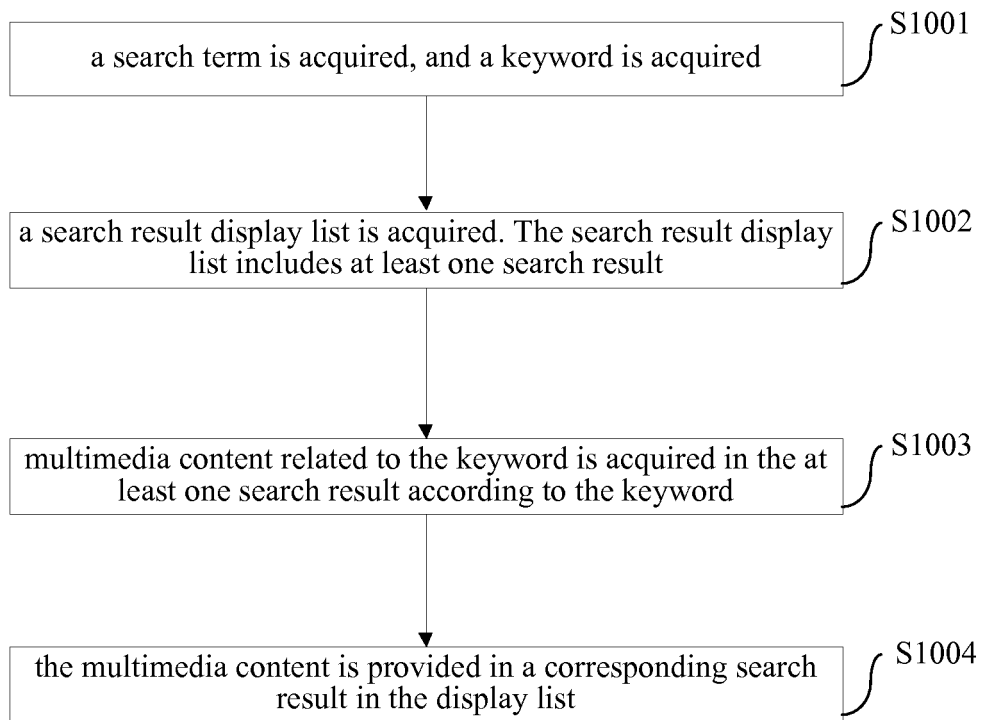 S1001
a search term is acquired, and a keyword is acquired
S1002
a search result display list is acquired. The search result display
list includes at least one search result
S1003
multimedia content related to the keyword is acquired in the at
least one search result according to the keyword
S1004
the multimedia content is provided in a corresponding search
result in the display list